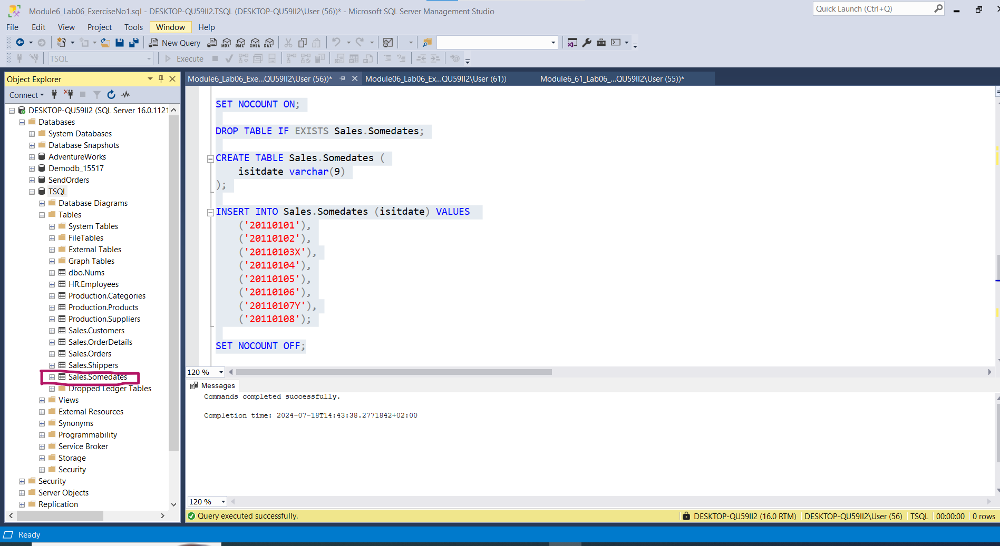 Module6_Lab06_ExerciseNo1.sql - DESKTOP-QU59II2.TSQL (DESKTOP-QU59II2\User (56))* - Microsoft SQL Server Management Studio
Quick Launch (Ctrl+Q)
File Edit View Project Tools Window Help
New Query MDX DMX XMLA DAX
TSQL Execute
Object Explorer
Connect
DESKTOP-QU59II2 (SQL Server 16.0.1121
Databases
System Databases
Database Snapshots
AdventureWorks
Demodb_15517
SendOrders
TSQL
Database Diagrams
Tables
System Tables
FileTables
External Tables
Graph Tables
dbo.Nums
HR.Employees
Production.Categories
Production.Products
Production.Suppliers
Sales.Customers
Sales.OrderDetails
Sales.Orders
Sales.Shippers
Sales.Somedates
Dropped Ledger Tables
Views
External Resources
Synonyms
Programmability
Service Broker
Storage
Security
Security
Server Objects
Replication
Module6_Lab06_Exe...QU59II2\User (56))* Module06_Lab06_Ex...QU59II2\User (61)) Module6_61_Lab06_...QU59II2\User (55))*
SET NOCOUNT ON;
DROP TABLE IF EXISTS Sales.Somedates;
CREATE TABLE Sales.Somedates (
isitdate varchar(9)
);
INSERT INTO Sales.Somedates (isitdate) VALUES
('20110101'),
('20110102'),
('20110103X'),
('20110104'),
('20110105'),
('20110106'),
('20110107Y'),
('20110108');
SET NOCOUNT OFF;
120 %
Messages
Commands completed successfully.
Completion time: 2024-07-18T14:43:38.2771842+02:00
120 %
Query executed successfully. DESKTOP-QU59II2 (16.0 RTM) DESKTOP-QU59II2\User (56) TSQL 00:00:00 0 rows
Ready